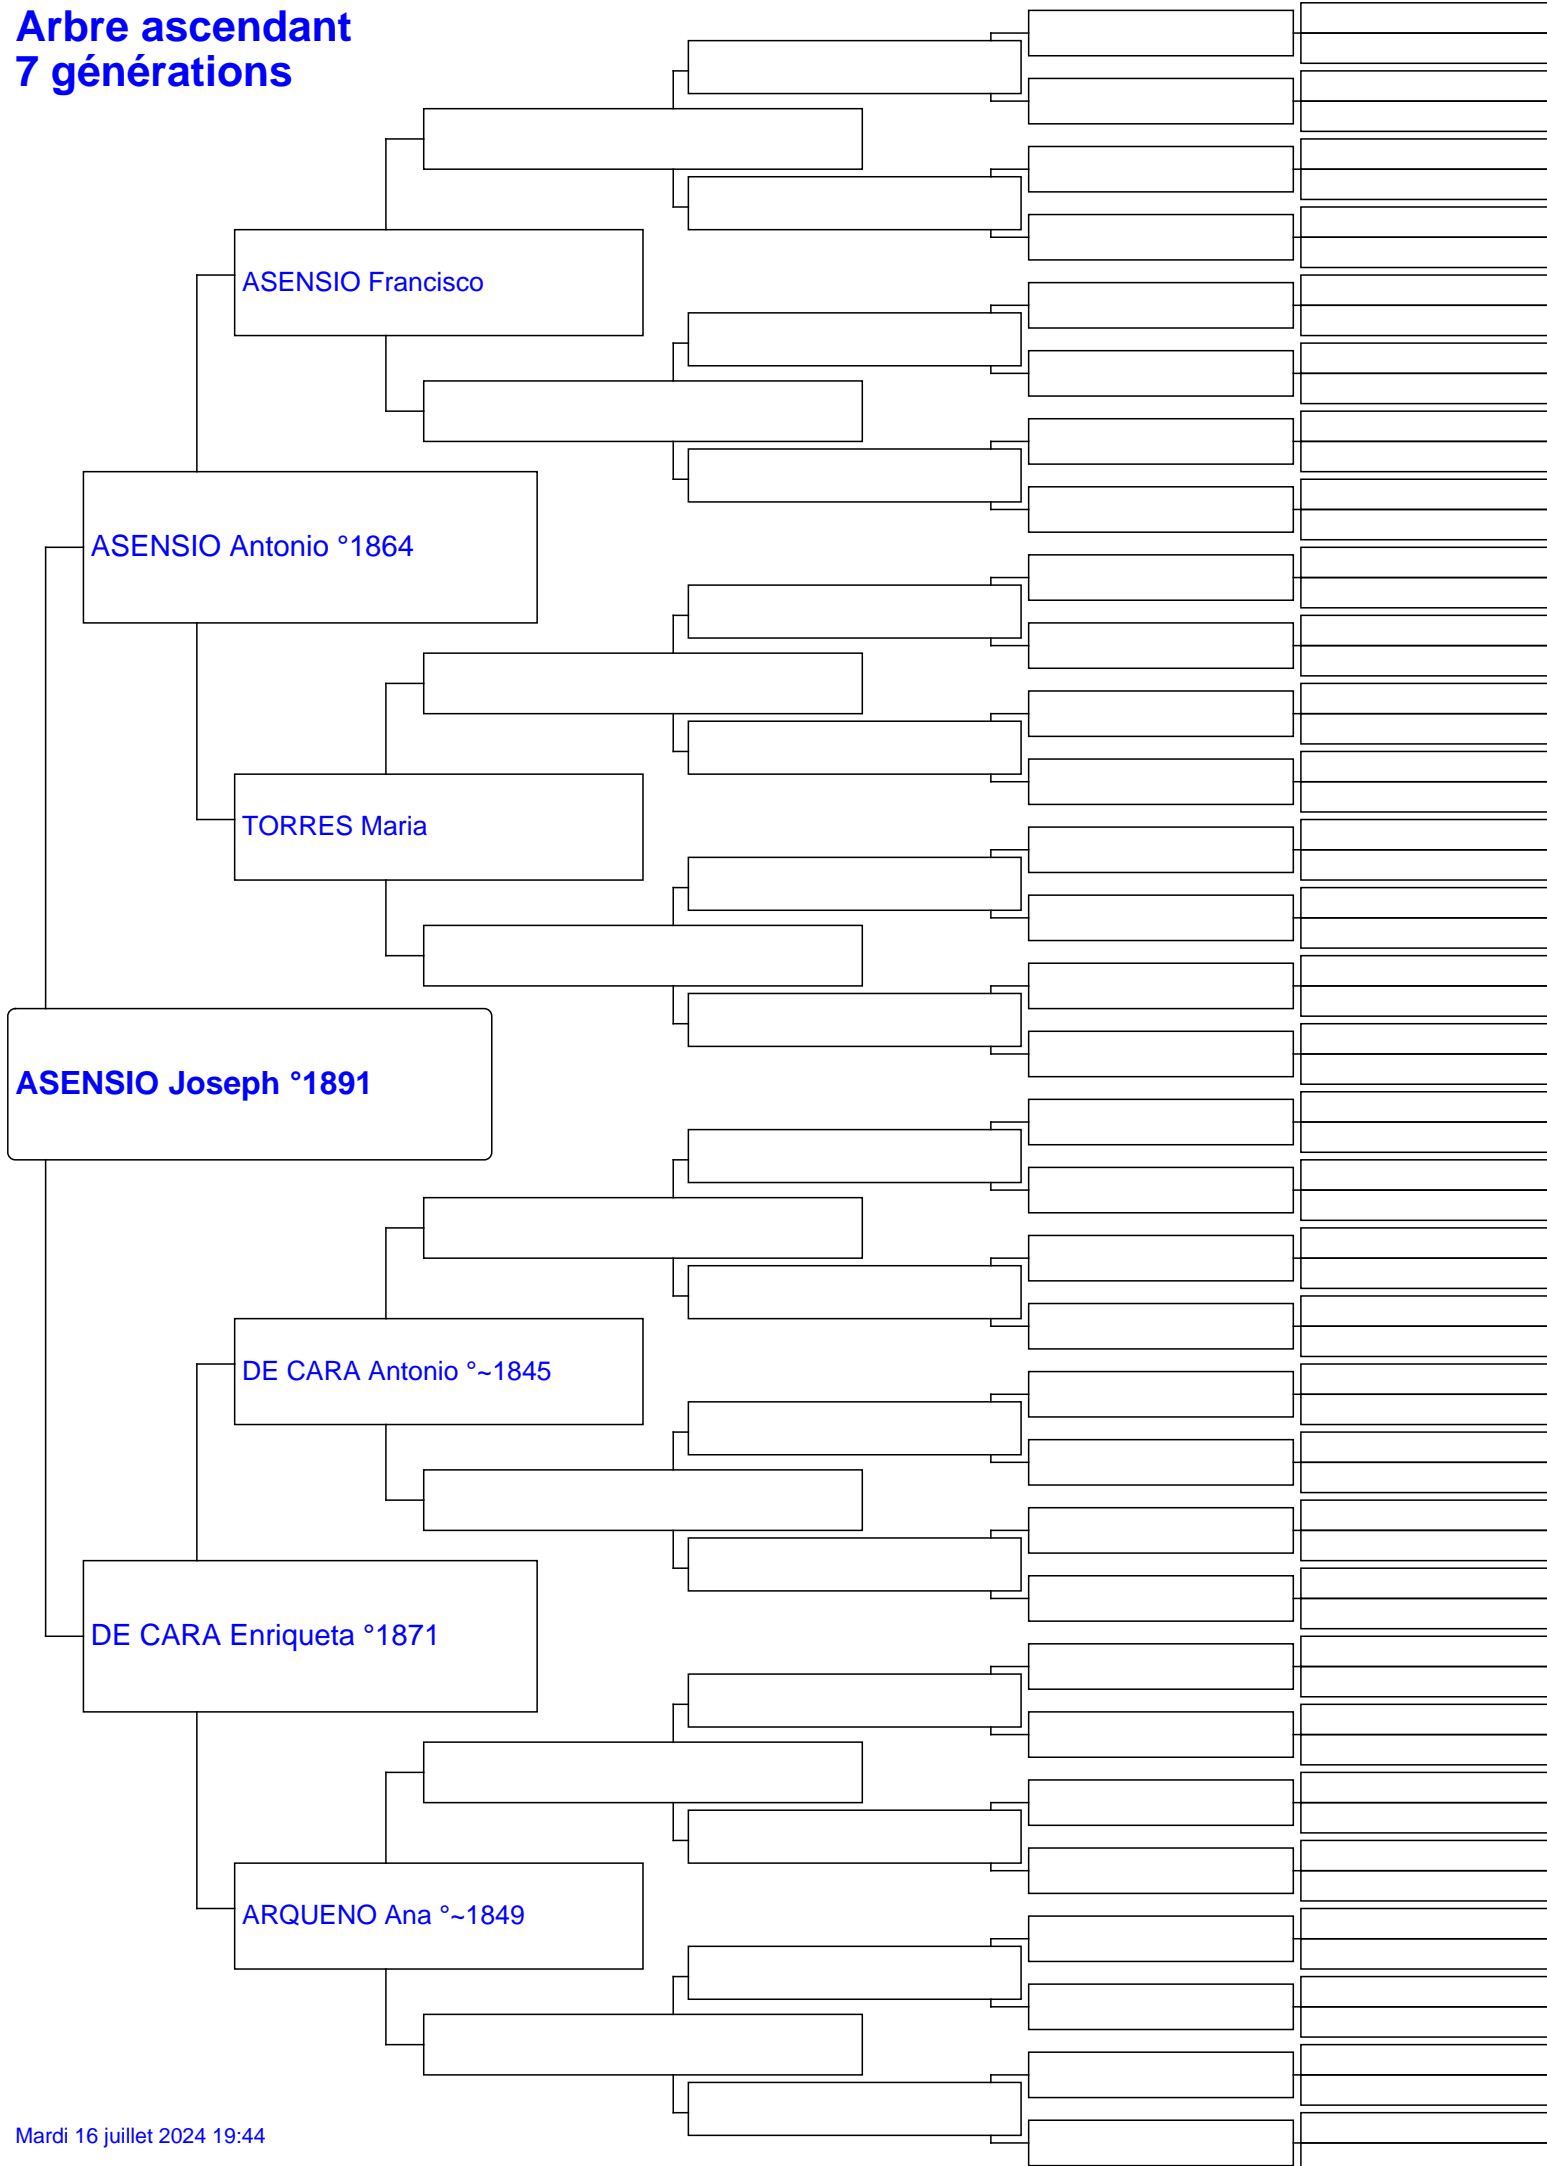 Arbre ascendant
7 générations
ASENSIO Francisco
ASENSIO Antonio °1864
TORRES Maria
ASENSIO Joseph °1891
DE CARA Antonio °~1845
DE CARA Enriqueta °1871
ARQUENO Ana °~1849
Mardi 16 juillet 2024 19:44